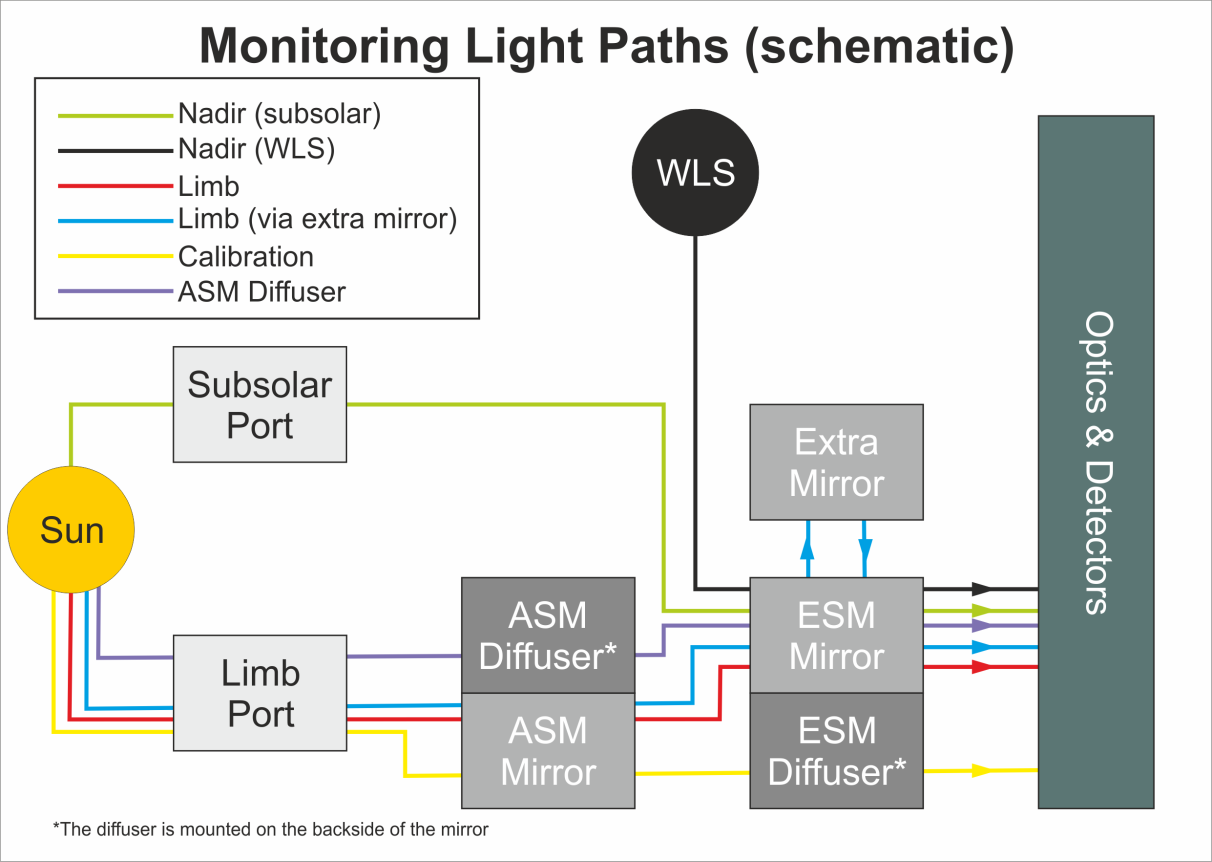 Monitoring Light Paths (schematic)
Nadir (subsolar)
Nadir (WLS)
Limb
Limb (via extra mirror)
Calibration
ASM Diffuser
WLS
Subsolar
Port
Extra
Mirror
Optics & Detectors
Sun
ASM
Diffuser*
ESM
Mirror
Limb
Port
ASM
Mirror
ESM
Diffuser*
*The diffuser is mounted on the backside of the mirror